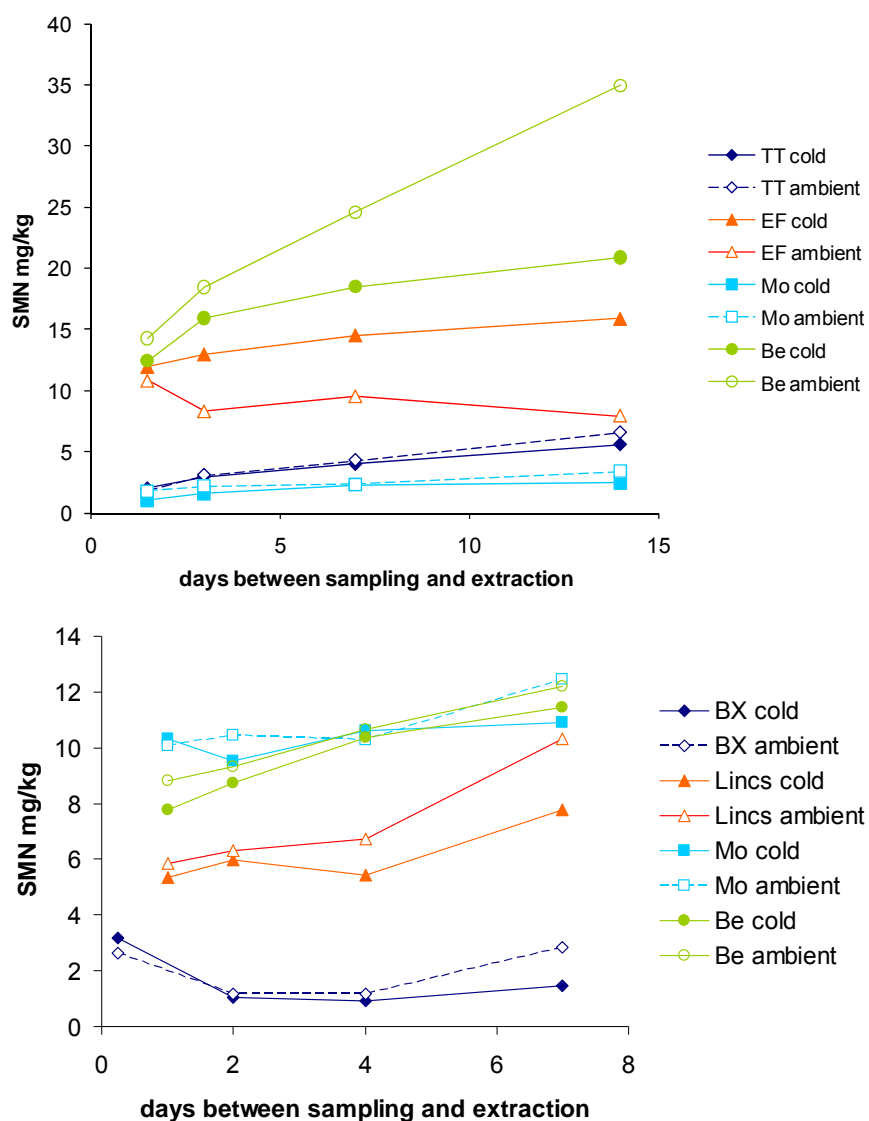 40
35
30
25
20
15
10
5
0
SMN mg/kg
0 5 10 15
days between sampling and extraction
TT cold
TT ambient
EF cold
EF ambient
Mo cold
Mo ambient
Be cold
Be ambient
14
12
10
8
6
4
2
0
SMN mg/kg
0 2 4 6 8
days between sampling and extraction
BX cold
BX ambient
Lincs cold
Lincs ambient
Mo cold
Mo ambient
Be cold
Be ambient